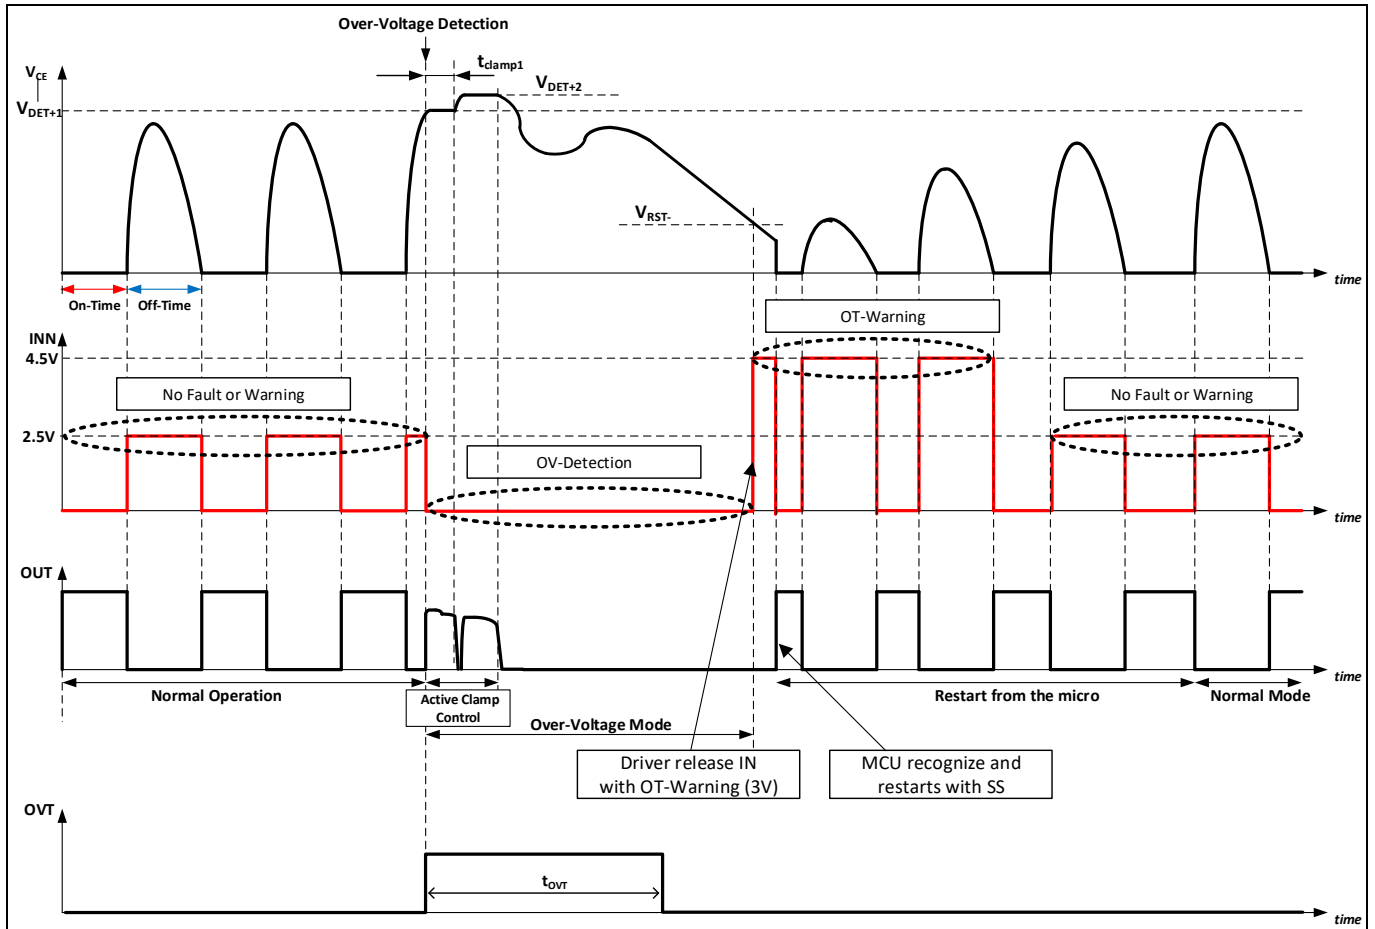 Over-Voltage Detection
tclamp1
VCE
VDET+2
VDET+1
VRST-
time
On-Time
Off-Time
OT-Warning
INN
4.5V
No Fault or Warning
No Fault or Warning
2.5V
OV-Detection
time
OUT
time
Normal Operation
Active Clamp
Control
Restart from the micro
Normal Mode
Over-Voltage Mode
Driver release IN
with OT-Warning (3V)
MCU recognize and
restarts with SS
OVT
tOVT
time